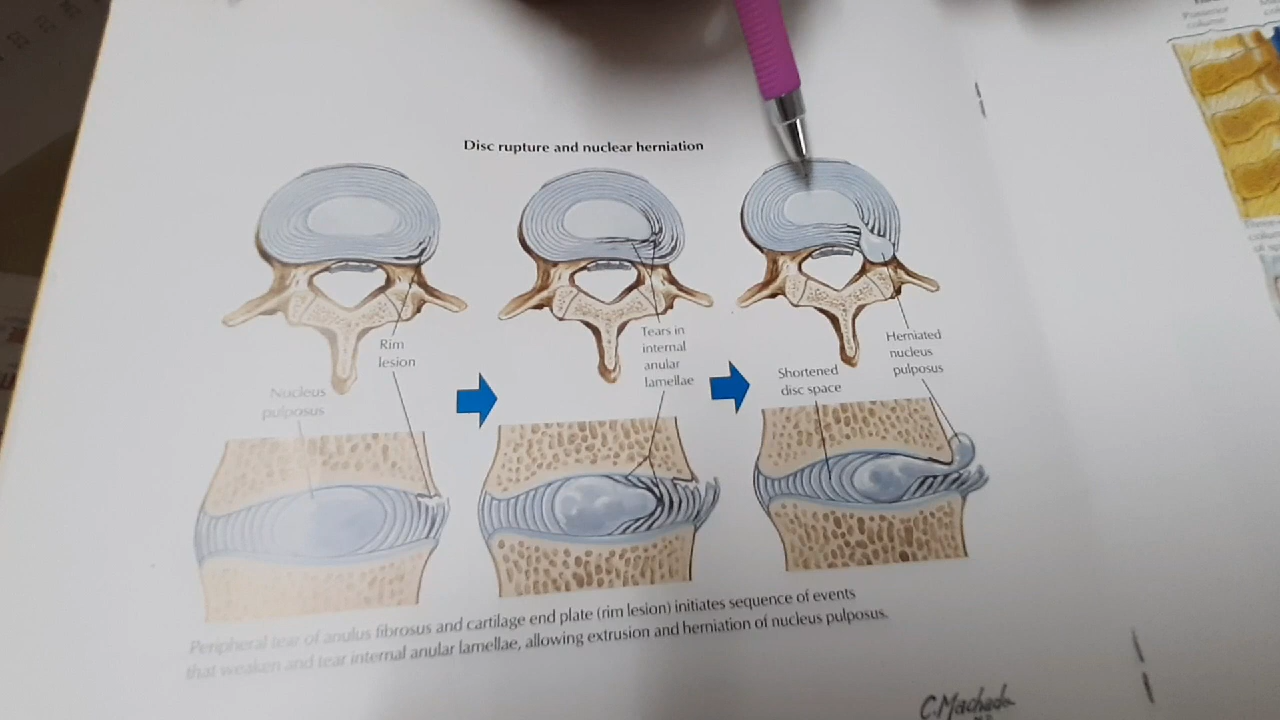 Disc rupture and nuclear herniation
Rim
lesion
Nucleus
pulposus
Tears in
internal
anular
lamellae
Shortened
disc space
Herniated
nucleus
pulposus
Peripheral tear of anulus fibrosus and cartilage end plate (rim lesion) initiates sequence of events
that weaken and tear internal anular lamellae, allowing extrusion and herniation of nucleus pulposus.
C.Machado
Posterior
column